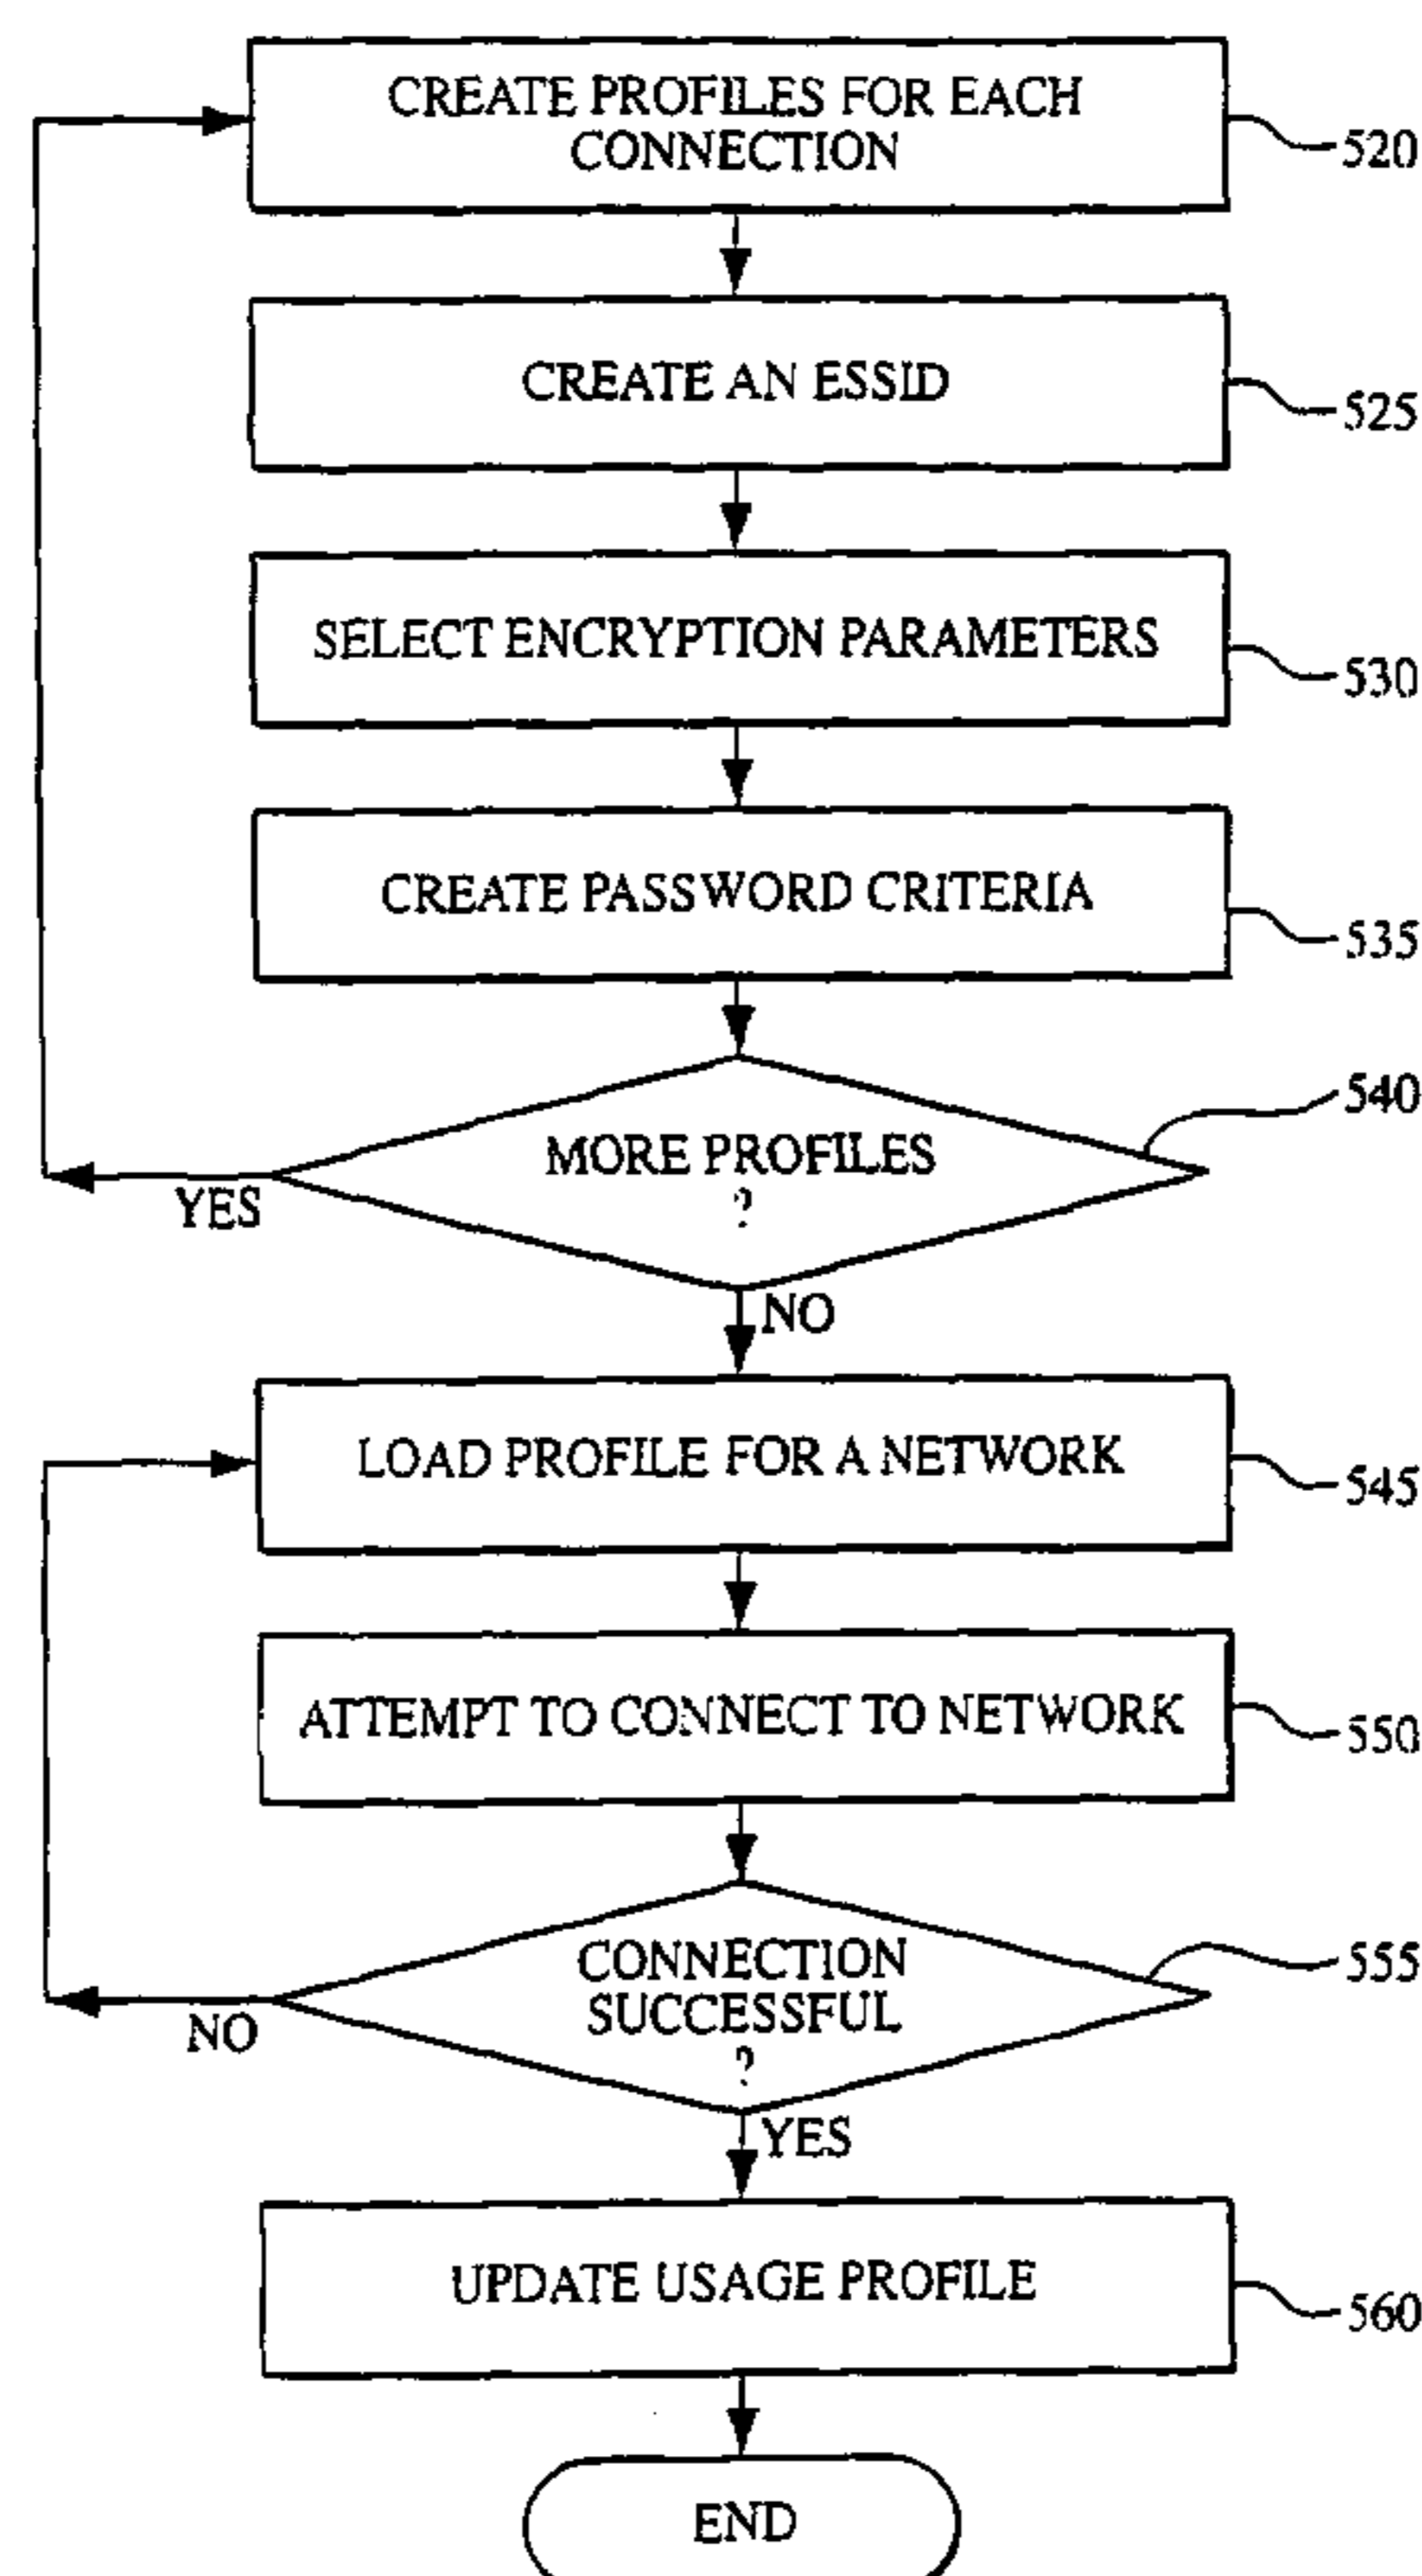 CREATE PROFILES FOR EACH
CONNECTION
520
CREATE AN ESSID
525
SELECT ENCRYPTION PARAMETERS
530
CREATE PASSWORD CRITERIA
535
540
MORE PROFILES
?
YES
NO
LOAD PROFILE FOR A NETWORK
545
ATTEMPT TO CONNECT TO NETWORK
550
CONNECTION
SUCCESSFUL
?
555
NO
YES
UPDATE USAGE PROFILE
560
END